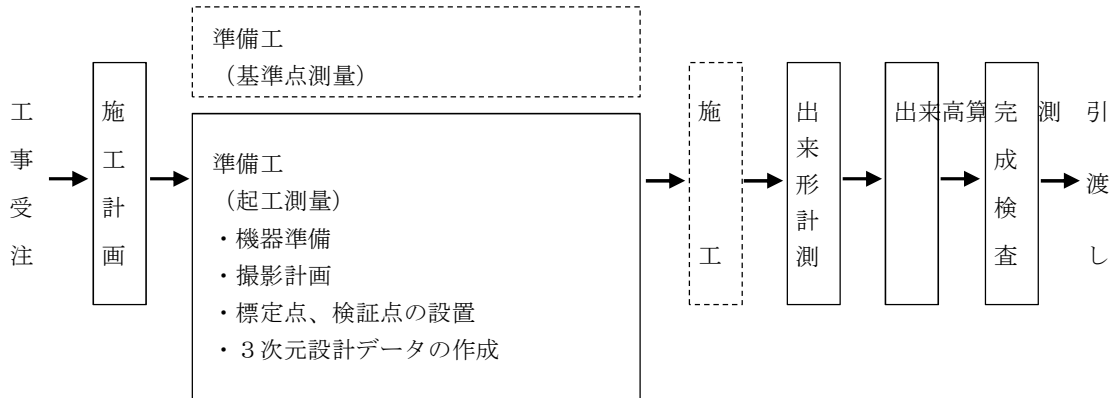 工事受注
施工計画
準備工
（基準点測量）
準備工
（起工測量）
・機器準備
・撮影計画
・標定点、検証点の設置
・３次元設計データの作成
施工
出来形計測
出来高算測
完成検査
引渡し